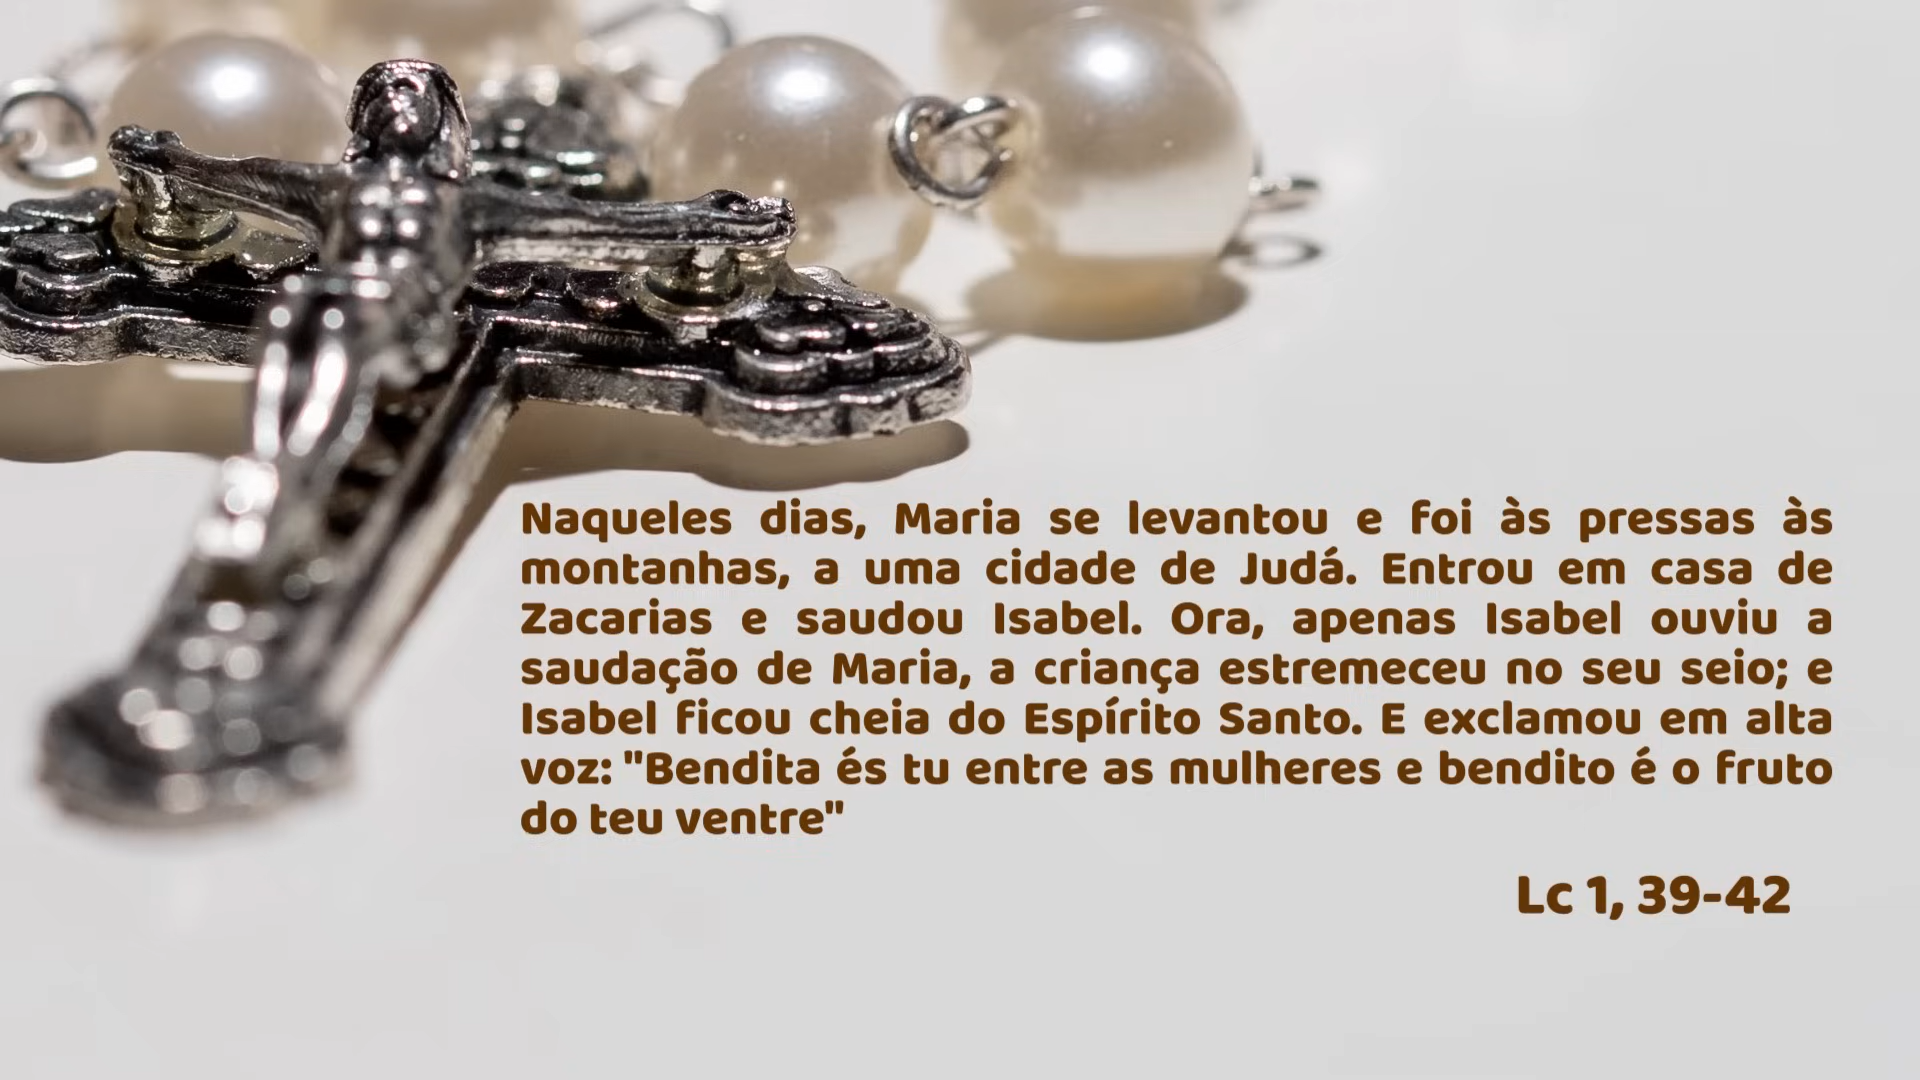 Naqueles dias, Maria se levantou e foi às pressas às
montanhas, a uma cidade de Judá. Entrou em casa de
Zacarias e saudou Isabel. Ora, apenas Isabel ouviu a
saudação de Maria, a criança estremeceu no seu seio; e
Isabel ficou cheia do Espírito Santo. E exclamou em alta
voz: "Bendita és tu entre as mulheres e bendito é o fruto
do teu ventre"
Lc 1, 39-42